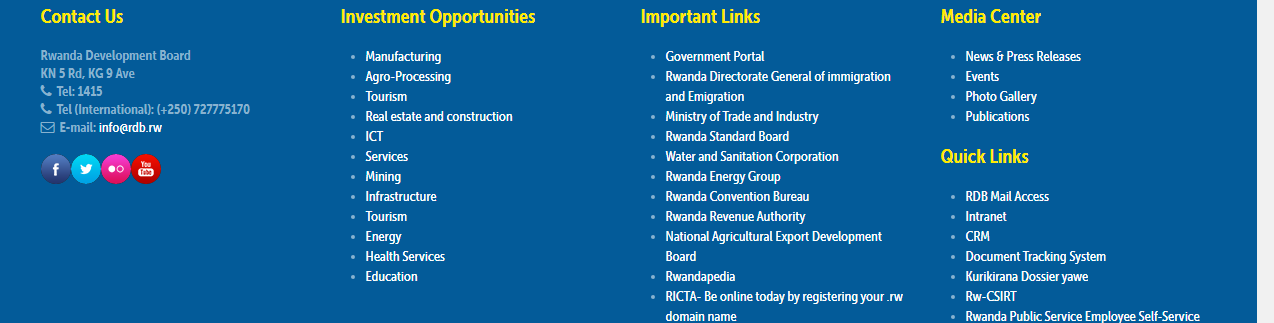 Contact Us
Rwanda Development Board
KN 5 Rd, KG 9 Ave
Tel: 1415
Tel (International): (+250) 727775170
E-mail: info@rdb.rw
f
You
Tube
Investment Opportunities
Manufacturing
Agro-Processing
Tourism
Real estate and construction
ICT
Services
Mining
Infrastructure
Tourism
Energy
Health Services
Education
Important Links
Government Portal
Rwanda Directorate General of immigration
and Emigration
Ministry of Trade and Industry
Rwanda Standard Board
Water and Sanitation Corporation
Rwanda Energy Group
Rwanda Convention Bureau
Rwanda Revenue Authority
National Agricultural Export Development
Board
Rwandapedia
RICTA- Be online today by registering your .rw
domain name
Media Center
News & Press Releases
Events
Photo Gallery
Publications
Quick Links
RDB Mail Access
Intranet
CRM
Document Tracking System
Kurikirana Dossier yawe
Rw-CSIRT
Rwanda Public Service Employee Self-Service